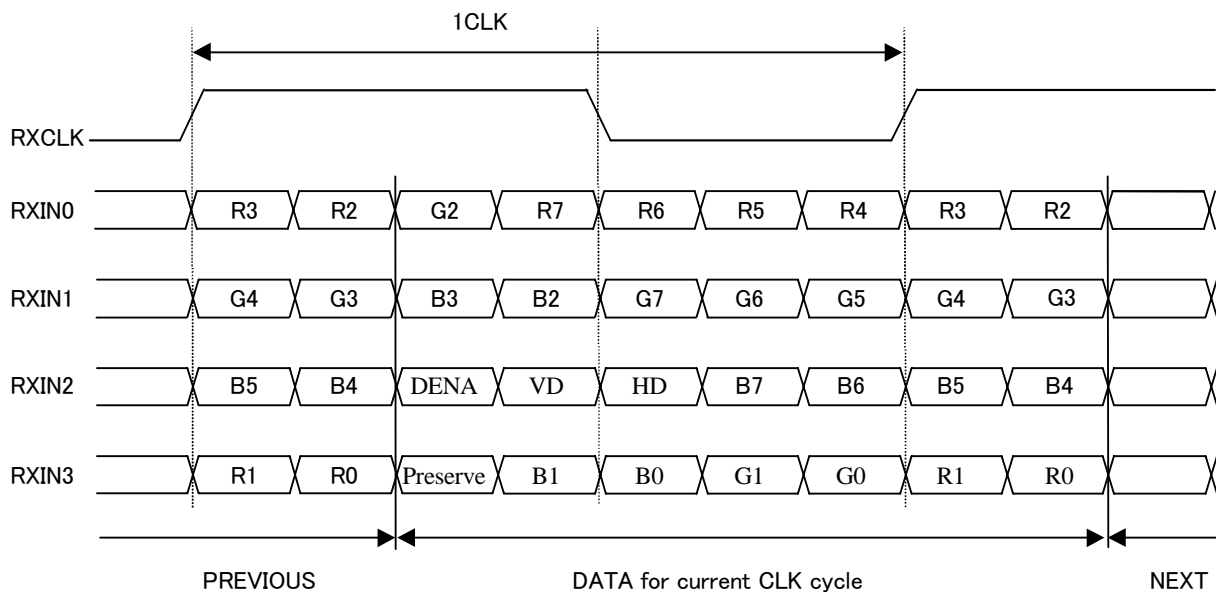 1CLK
RXCLK
RXIN0 R3 R2 G2 R7 R6 R5 R4 R3 R2
RXIN1 G4 G3 B3 B2 G7 G6 G5 G4 G3
RXIN2 B5 B4 DENA VD HD B7 B6 B5 B4
RXIN3 R1 R0 Preserve B1 B0 G1 G0 R1 R0
PREVIOUS DATA for current CLK cycle NEXT